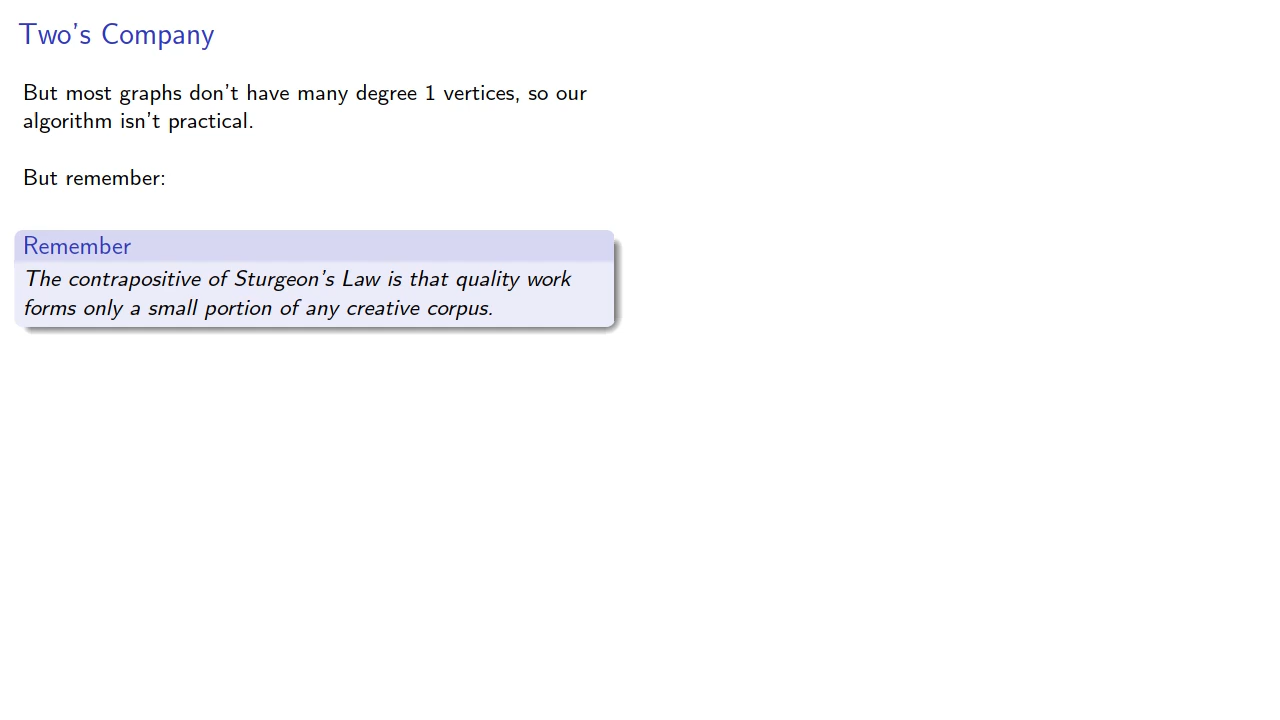 Two's Company
But most graphs don't have many degree 1 vertices, so our
algorithm isn't practical.
But remember:
Remember
The contrapositive of Sturgeon's Law is that quality work
forms only a small portion of any creative corpus.